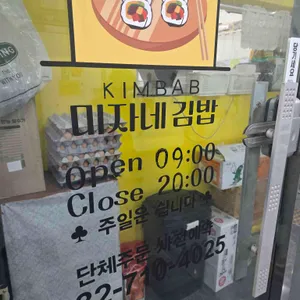 KIMBAB
미자네김밥
Open 09:00
Close 20:00
♣ 주일은 쉽니다 ♣
단체주문 사전예약
02-710-4025